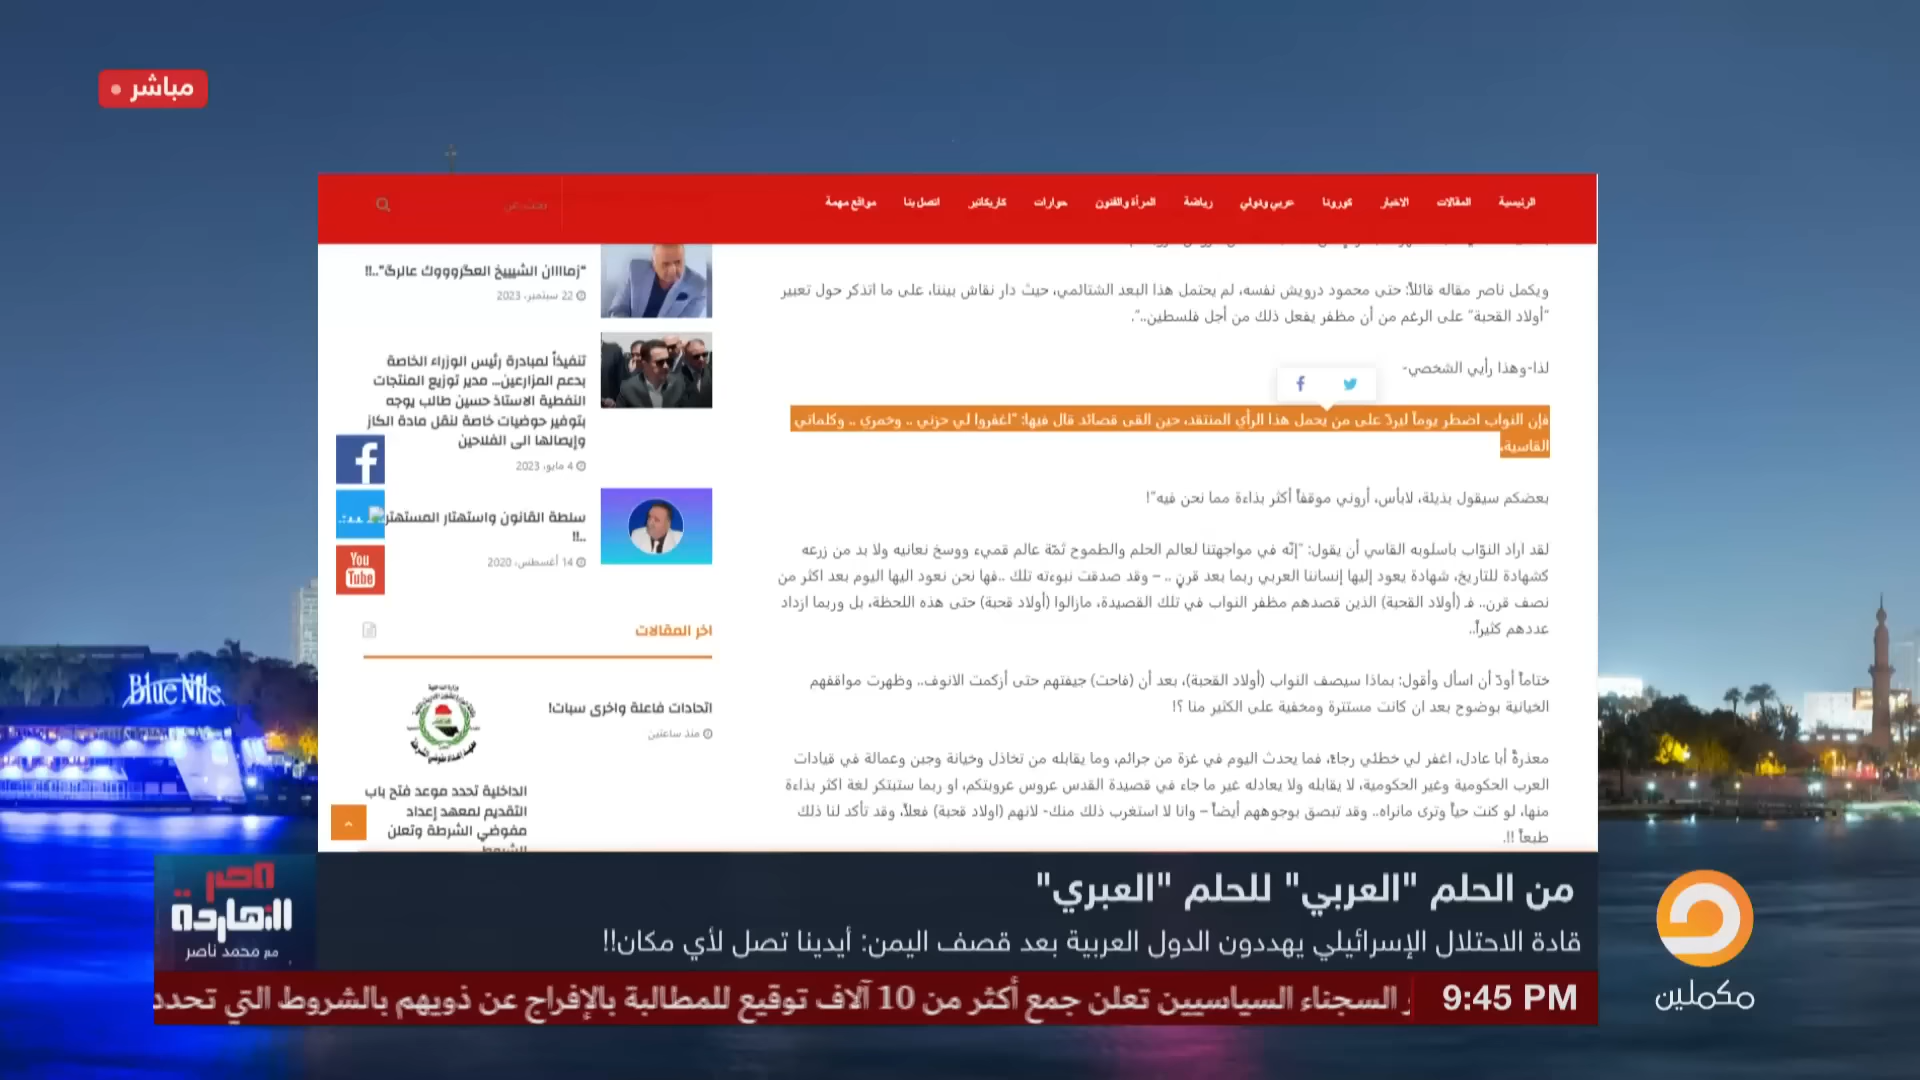 مباشر
الرئيسية المقالات الاخبار كورونا عربي ودولي رياضة المرأة والفنون حوارات كاريكاتير اتصل بنا مواقع مهمة
بحث عن
ويكمل ناصر مقاله قائلاً: حتى محمود درويش نفسه، لم يحتمل هذا البعد الشتائمي، حيث دار نقاش بيننا، على ما اتذكر حول تعبير
"أولاد القحبة" على الرغم من أن مظفر يفعل ذلك من أجل فلسطين..".
لذا-وهذا رأيي الشخصي-
فإن النواب اضطر يوماً ليردّ على من يحمل هذا الرأي المنتقد، حين القى قصائد قال فيها: "اغفروا لي حزني .. وخمري .. وكلماتي
القاسية،
بعضكم سيقول بذيئة، لابأس، أروني موقفاً أكثر بذاءة مما نحن فيه"!
لقد اراد النوّاب باسلوبه القاسي أن يقول: "إنّه في مواجهتنا لعالم الحلم والطموح ثمّة عالم قميء ووسخ نعانيه ولا بد من زرعه
كشهادة للتاريخ، شهادة يعود إليها إنساننا العربي ربما بعد قرنٍ .. – وقد صدقت نبوءته تلك ..فها نحن نعود اليها اليوم بعد اكثر من
نصف قرن.. فـ (أولاد القحبة) الذين قصدهم مظفر النواب في تلك القصيدة، مازالوا (أولاد قحبة) حتى هذه اللحظة، بل وربما ازداد
عددهم كثيراً..
ختاماً أودّ أن اسأل وأقول: بماذا سيصف النواب (أولاد القحبة)، بعد أن (فاحت) جيفتهم حتى أزكمت الانوف.. وظهرت مواقفهم
الخيانية بوضوح بعد ان كانت مستترة ومخفية على الكثير منا ؟!
معذرةً أبا عادل، اغفر لي خطئي رجاءً، فما يحدث اليوم في غزة من جرائم، وما يقابله من تخاذل وخيانة وجبن وعمالة في قيادات
العرب الحكومية وغير الحكومية، لا يقابله ولا يعادله غير ما جاء في قصيدة القدس عروس عروبتكم، او ربما ستبتكر لغة اكثر بذاءة
منها، لو كنت حياً وترى مانراه.. وقد تبصق بوجوههم أيضاً – وانا لا استغرب ذلك منك- لانهم (اولاد قحبة) فعلاً، وقد تأكد لنا ذلك
طبعاً !!.
"زمااااان الشيييخ العگروووك عالرگ"..!!
22 سبتمبر، 2023
تنفيذاً لمبادرة رئيس الوزراء الخاصة
بدعم المزارعين... مدير توزيع المنتجات
النفطية الاستاذ حسين طالب يوجه
بتوفير حوضيات خاصة لنقل مادة الكاز
وإيصالها الى الفلاحين
4 مايو، 2023
سلطة القانون واستهتار المستهتر
..!!
14 أغسطس، 2020
You
Tube
اخر المقالات
اتحادات فاعلة واخرى سبات!
منذ ساعتين
الداخلية تحدد موعد فتح باب
التقديم لمعهد إعداد
مفوضي الشرطة وتعلن
الشروط
Blue Nile
من الحلم "العربي" للحلم "العبري"
قادة الاحتلال الإسرائيلي يهددون الدول العربية بعد قصف اليمن: أيدينا تصل لأي مكان!!
مصر
النهاردة
مع محمد ناصر
9:45 PM
السجناء السياسيين تعلن جمع أكثر من 10 آلاف توقيع للمطالبة بالإفراج عن ذويهم بالشروط التي تحدد
مكملين